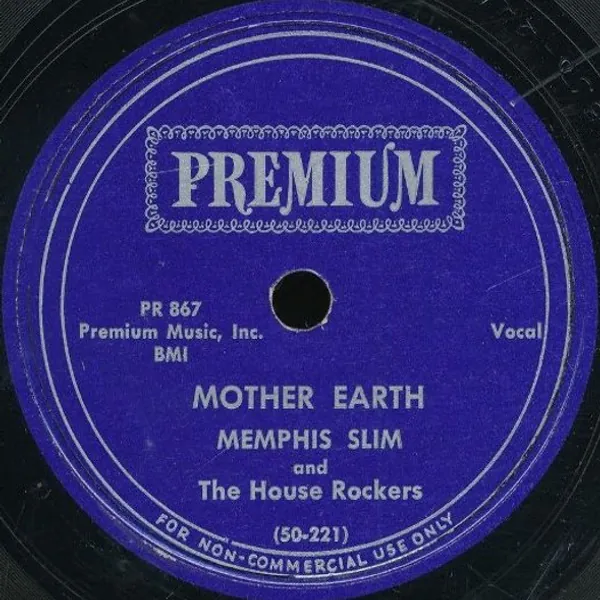 PREMIUM
PR 867
Premium Music, Inc.
BMI
Vocal
MOTHER EARTH
MEMPHIS SLIM
and
The House Rockers
(50-221)
FOR NON-COMMERCIAL USE ONLY